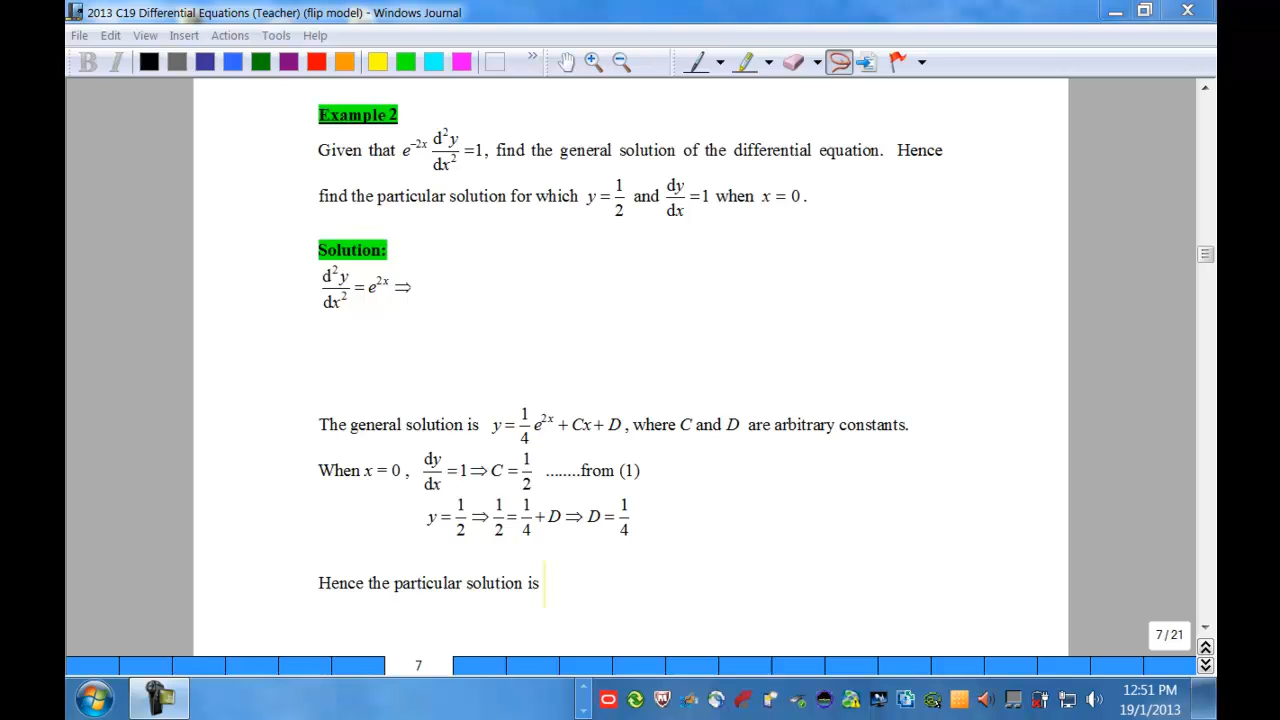 2013 C19 Differential Equations (Teacher) (flip model) - Windows Journal
File Edit View Insert Actions Tools Help
B I
Example 2
Given that e^{-2x} d²y/dx² =1, find the general solution of the differential equation. Hence
find the particular solution for which y = 1/2 and dy/dx =1 when x = 0 .
Solution:
d²y/dx² = e^{2x} ⇒
The general solution is y = 1/4 e^{2x} + Cx + D , where C and D are arbitrary constants.
When x = 0 , dy/dx =1 ⇒ C = 1/2 ........from (1)
y = 1/2 ⇒ 1/2 = 1/4 + D ⇒ D = 1/4
Hence the particular solution is
7 / 21
7
12:51 PM
19/1/2013